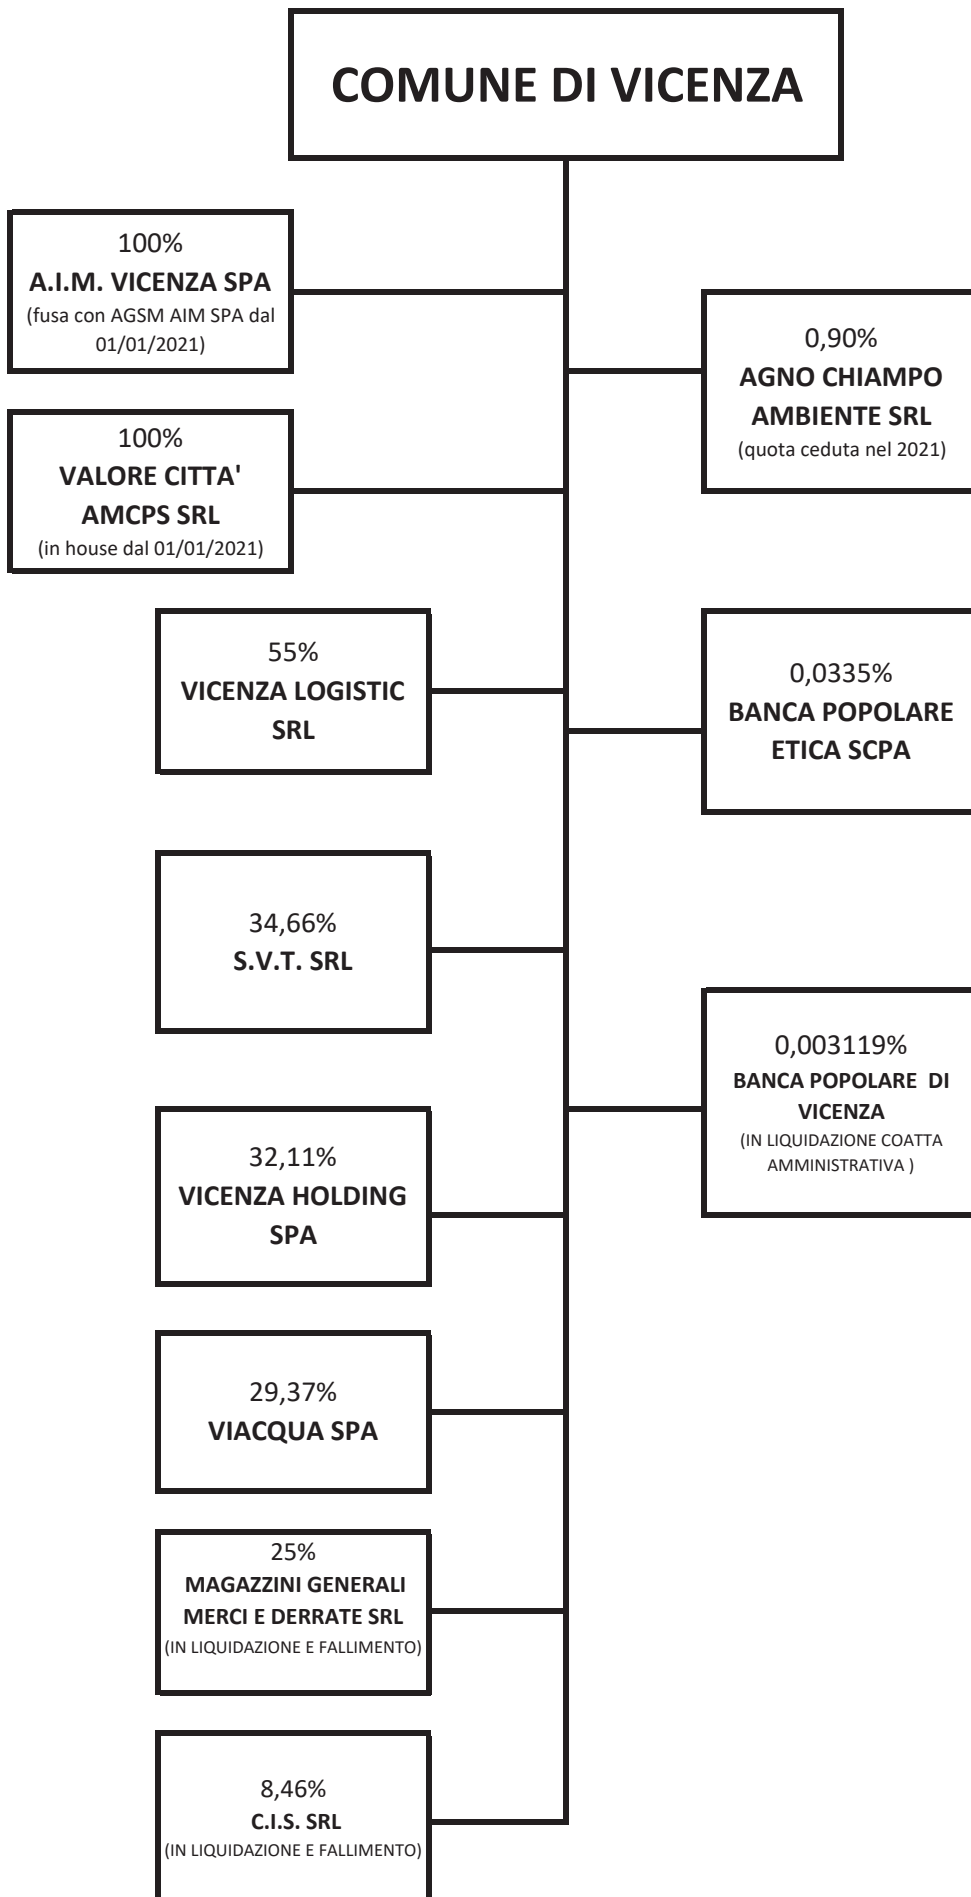 COMUNE DI VICENZA
100%
A.I.M. VICENZA SPA
(fusa con AGSM AIM SPA dal
01/01/2021)
0,90%
AGNO CHIAMPO
AMBIENTE SRL
(quota ceduta nel 2021)
100%
VALORE CITTA'
AMCPS SRL
(in house dal 01/01/2021)
55%
VICENZA LOGISTIC
SRL
0,0335%
BANCA POPOLARE
ETICA SCPA
34,66%
S.V.T. SRL
0,003119%
BANCA POPOLARE  DI
VICENZA
(IN LIQUIDAZIONE COATTA
AMMINISTRATIVA )
32,11%
VICENZA HOLDING
SPA
29,37%
VIACQUA SPA
25%
MAGAZZINI GENERALI
MERCI E DERRATE SRL
(IN LIQUIDAZIONE E FALLIMENTO)
8,46%
C.I.S. SRL
(IN LIQUIDAZIONE E FALLIMENTO)